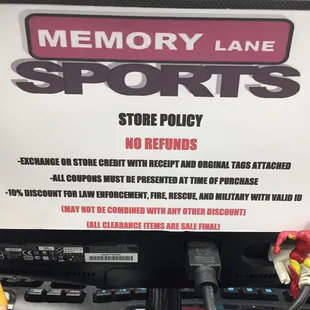 MEMORY LANE
SPORTS
STORE POLICY
NO REFUNDS
-EXCHANGE OR STORE CREDIT WITH RECEIPT AND ORGINAL TAGS ATTACHED
-ALL COUPONS MUST BE PRESENTED AT TIME OF PURCHASE
-10% DISCOUNT FOR LAW ENFORCEMENT, FIRE, RESCUE, AND MILITARY WITH VALID ID
(MAY NOT BE COMBINED WITH ANY OTHER DISCOUNT)
(ALL CLEARANCE ITEMS ARE SALE FINAL)